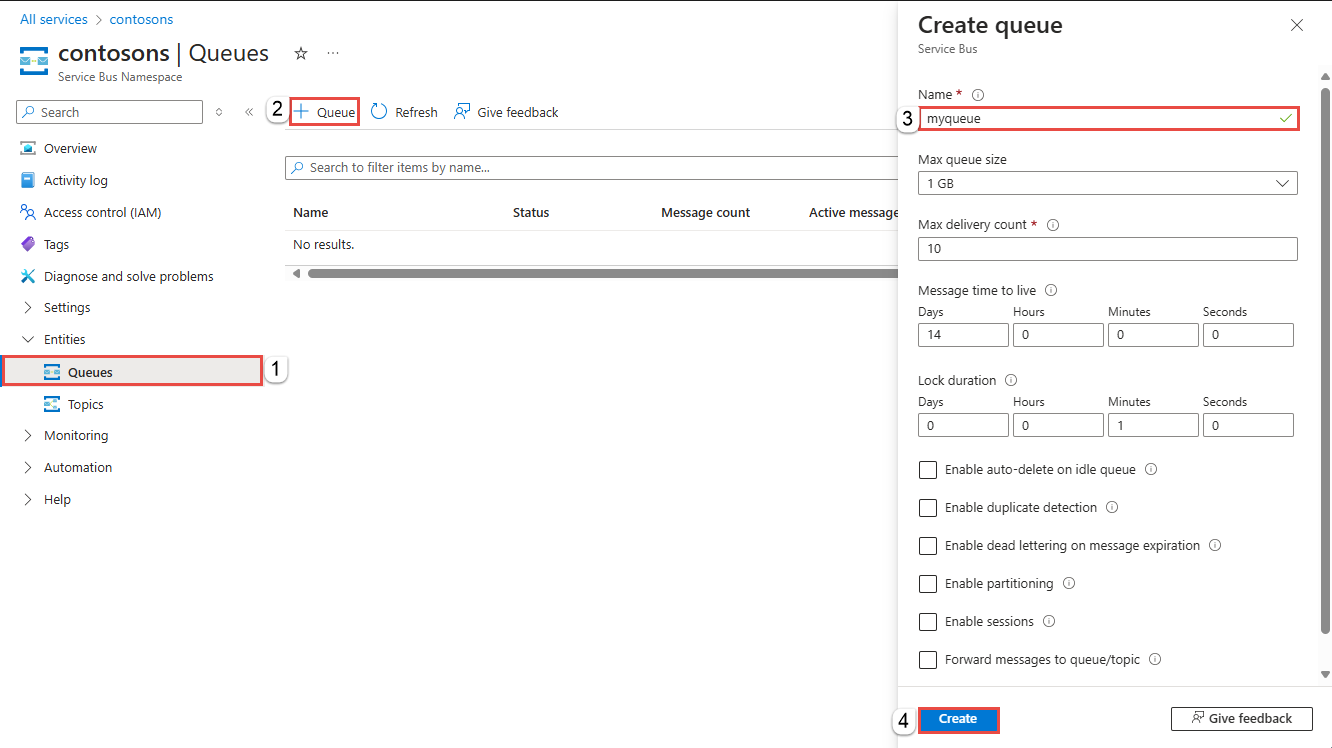 All services > contosons
contosons | Queues
Service Bus Namespace
Search
Overview
Activity log
Access control (IAM)
Tags
Diagnose and solve problems
Settings
Entities
Queues
1
Topics
Monitoring
Automation
Help
2
+ Queue
Refresh
Give feedback
Search to filter items by name...
Name Status Message count Active message
No results.
Create queue
Service Bus
Name *
3
myqueue
Max queue size
1 GB
Max delivery count *
10
Message time to live
Days Hours Minutes Seconds
14 0 0 0
Lock duration
Days Hours Minutes Seconds
0 0 1 0
Enable auto-delete on idle queue
Enable duplicate detection
Enable dead lettering on message expiration
Enable partitioning
Enable sessions
Forward messages to queue/topic
4
Create
Give feedback